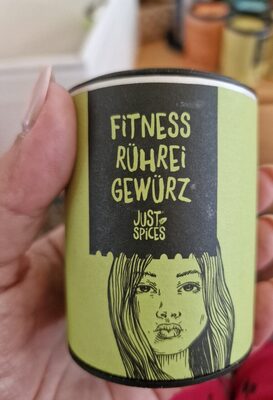 FITNESS
RÜHREI
GEWÜRZ
JUST
SPICES